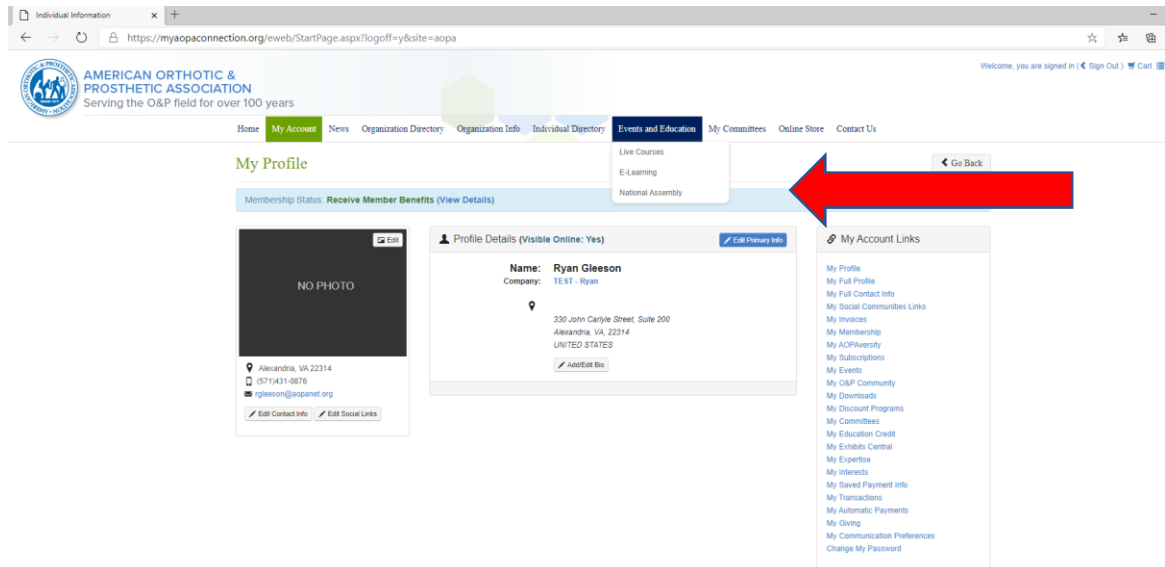 Individual Information
https://myaopaconnection.org/eweb/StartPage.aspx?logoff=y&site=aopa
Welcome, you are signed in ( Sign Out ) Cart
AMERICAN ORTHOTIC &
PROSTHETIC ASSOCIATION
Serving the O&P field for over 100 years
Home My Account News Organization Directory Organization Info Individual Directory Events and Education My Committees Online Store Contact Us
Live Courses
E-Learning
National Assembly
My Profile
Go Back
Membership Status: Receive Member Benefits (View Details)
Edit
NO PHOTO
Alexandria, VA 22314
(571)431-0876
rgleeson@aopanet.org
Edit Contact Info Edit Social Links
Profile Details (Visible Online: Yes)
Edit Primary Info
Name: Ryan Gleeson
Company: TEST - Ryan
330 John Carlyle Street, Suite 200
Alexandria, VA, 22314
UNITED STATES
Add/Edit Bio
My Account Links
My Profile
My Full Profile
My Full Contact Info
My Social Communities Links
My Invoices
My Membership
My AOPAversity
My Subscriptions
My Events
My O&P Community
My Downloads
My Discount Programs
My Committees
My Education Credit
My Exhibits Central
My Expertise
My Interests
My Saved Payment Info
My Transactions
My Automatic Payments
My Giving
My Communication Preferences
Change My Password